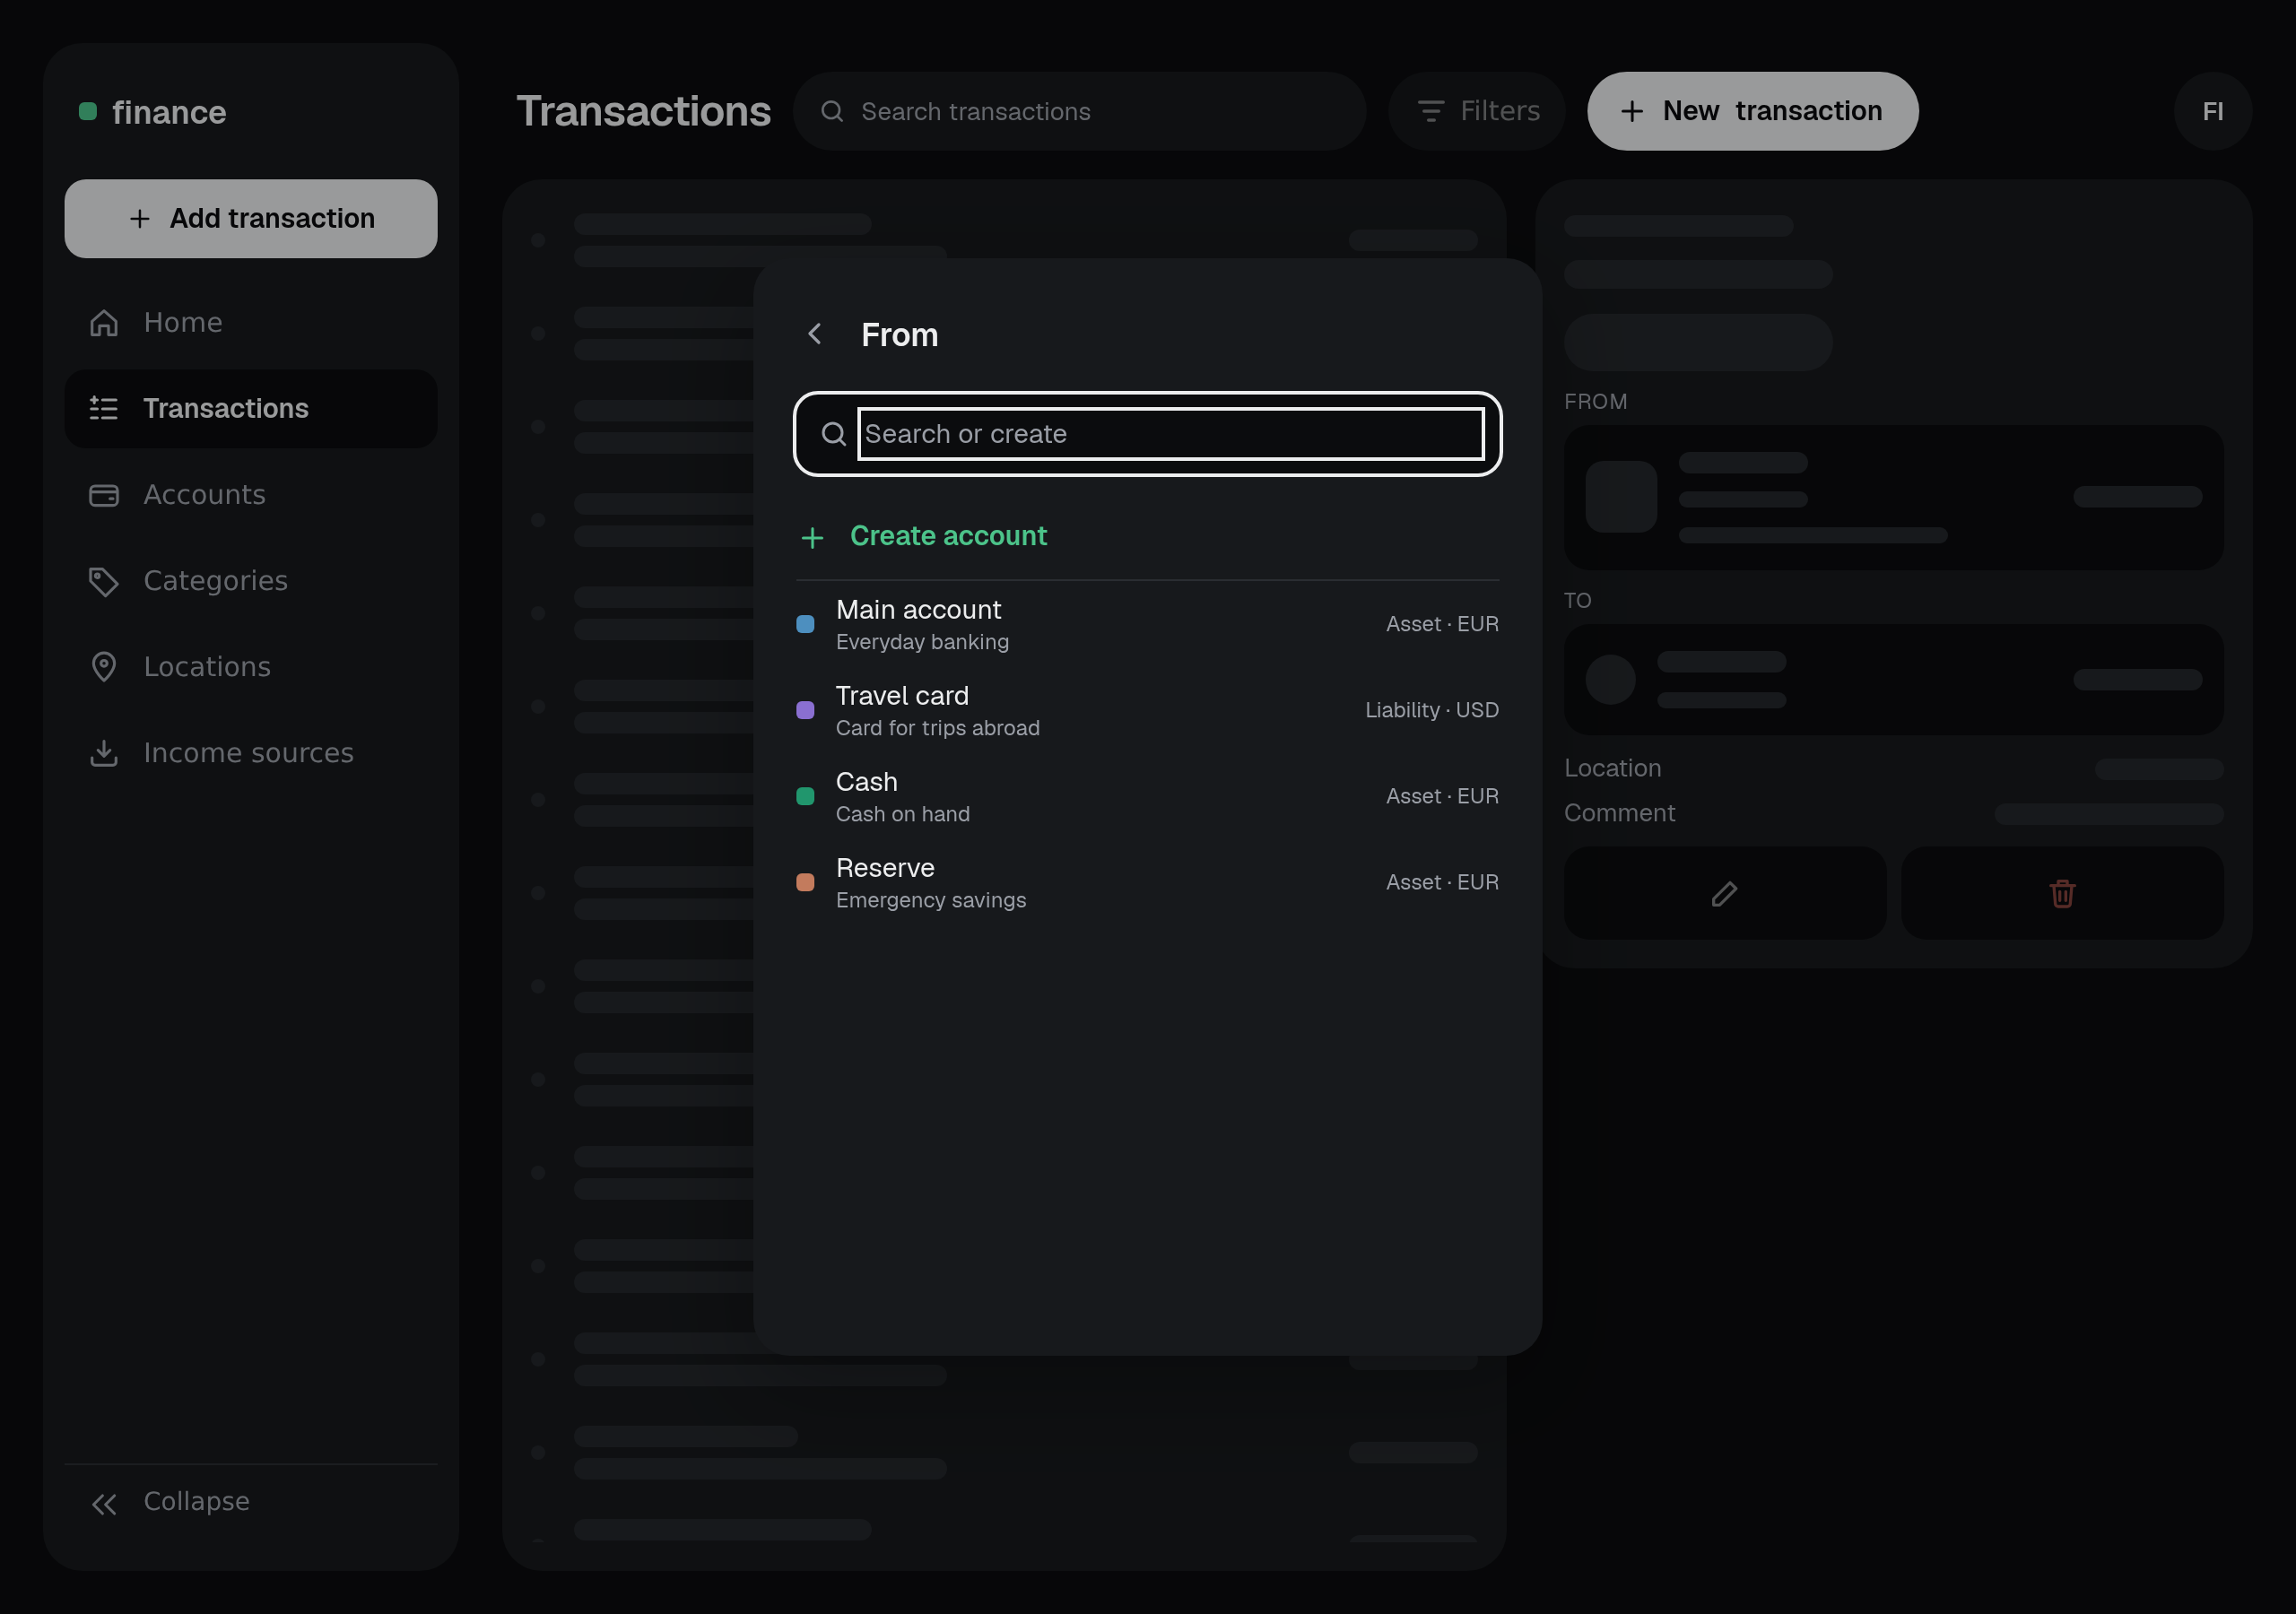 finance
Add transaction
Home
Transactions
Accounts
Categories
Locations
Income sources
Collapse
Transactions
Search transactions
Filters
New transaction
FI
From
Search or create
Create account
Main account
Everyday banking
Asset · EUR
Travel card
Card for trips abroad
Liability · USD
Cash
Cash on hand
Asset · EUR
Reserve
Emergency savings
Asset · EUR
FROM
TO
Location
Comment